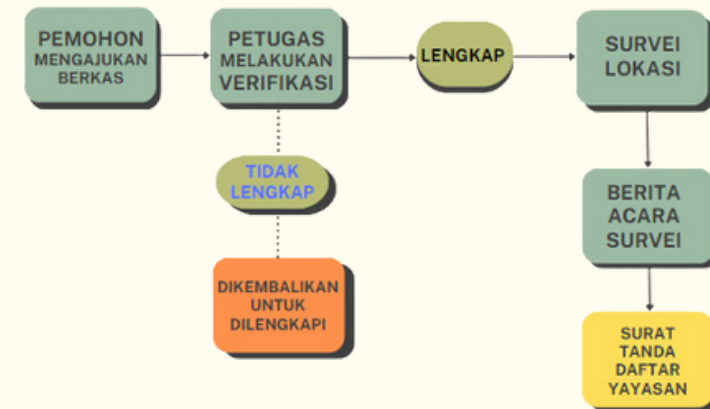 PEMOHON
MENGAJUKAN
BERKAS
PETUGAS
MELAKUKAN
VERIFIKASI
LENGKAP
SURVEI
LOKASI
TIDAK
LENGKAP
BERITA
ACARA
SURVEI
DIKEMBALIKAN
UNTUK
DILENGKAPI
SURAT
TANDA
DAFTAR
YAYASAN